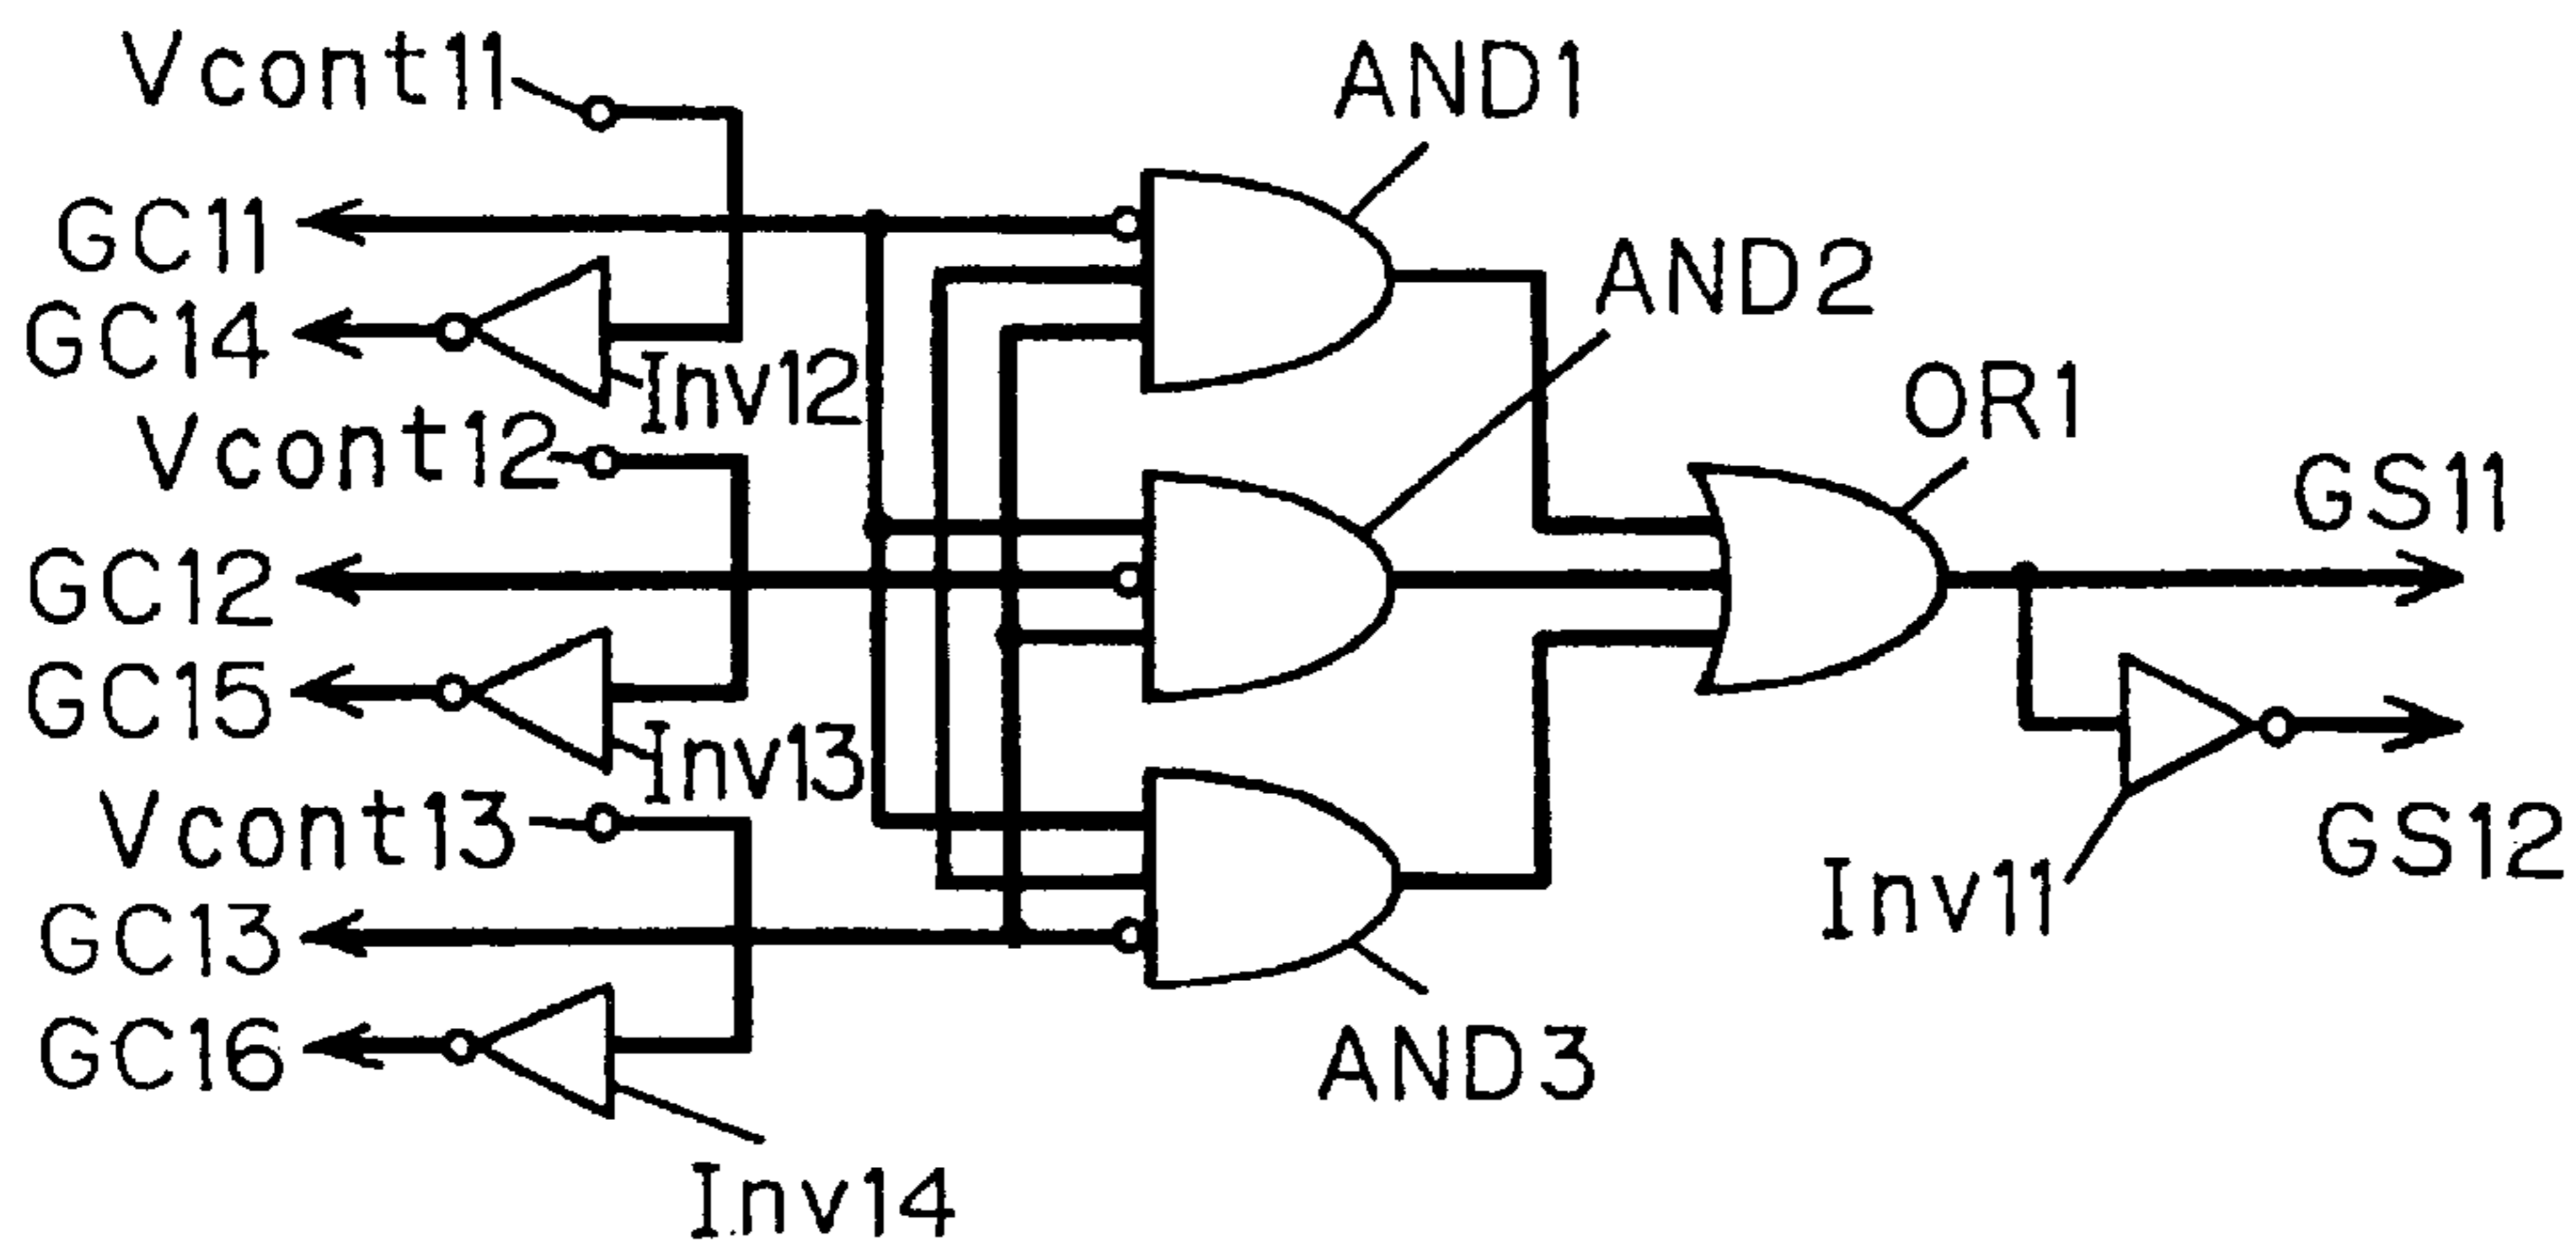 Vcont11
AND1
GC11
AND2
GC14
Inv12
OR1
Vcont12
GS11
GC12
GC15
Inv13
Vcont13
GS12
Inv11
GC13
GC16
AND3
Inv14